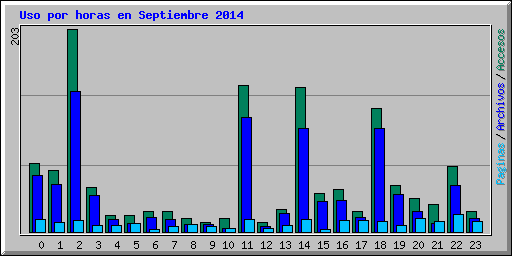 Uso por horas en Septiembre 2014
203
Paginas / Archivos / Accesos
0 1 2 3 4 5 6 7 8 9 10 11 12 13 14 15 16 17 18 19 20 21 22 23